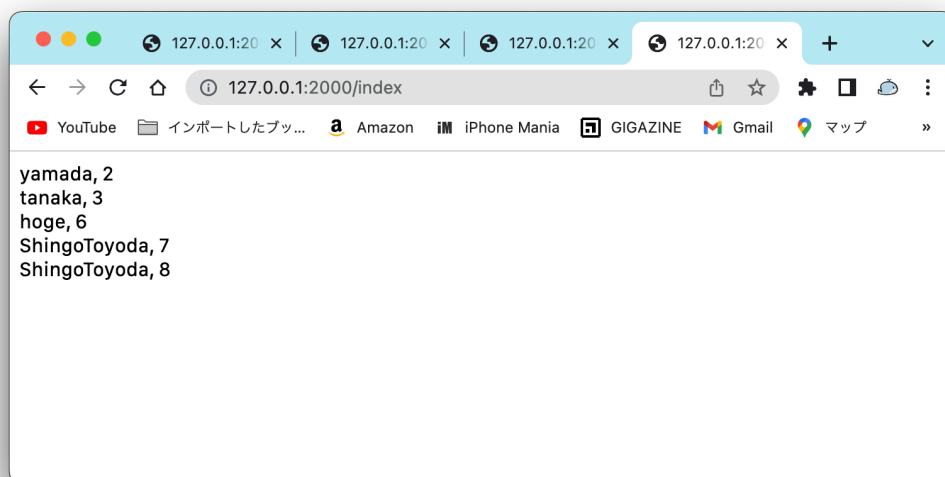 127.0.0.1:20 127.0.0.1:20 127.0.0.1:20 127.0.0.1:20
127.0.0.1:2000/index
YouTube インポートしたブッ... a Amazon iM iPhone Mania GIGAZINE M Gmail マップ »
yamada, 2
tanaka, 3
hoge, 6
ShingoToyoda, 7
ShingoToyoda, 8